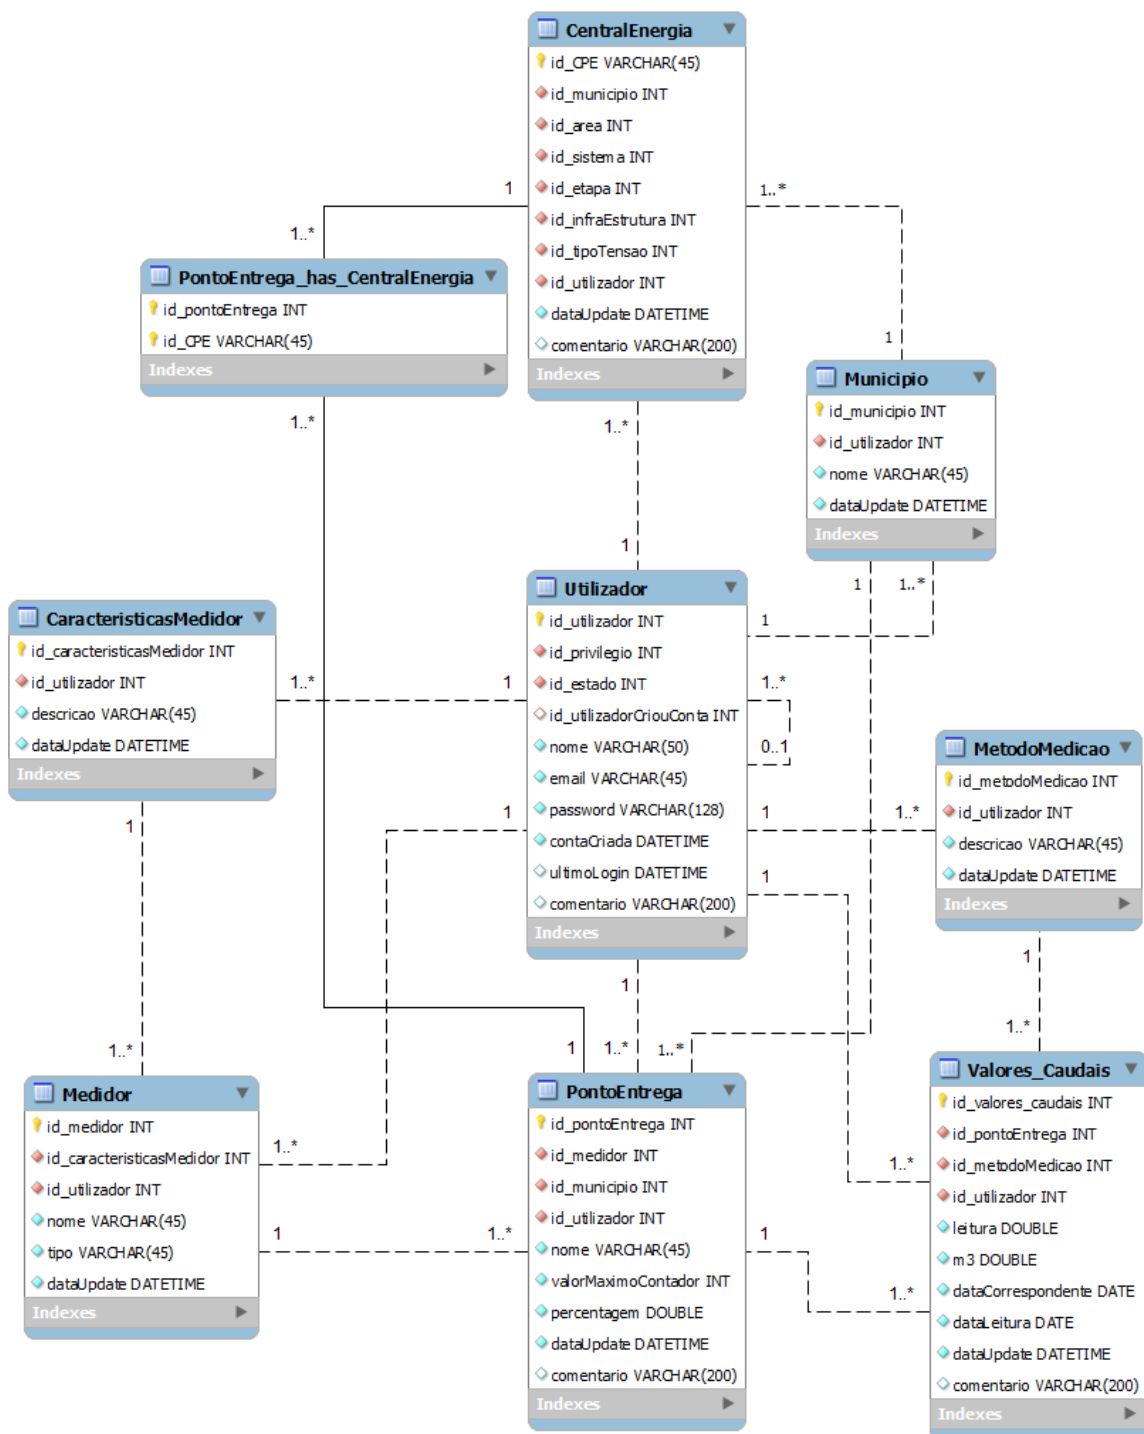 CentralEnergia
id_CPE VARCHAR(45)
id_municipio INT
id_area INT
id_sistema INT
id_etapa INT
id_infraEstrutura INT
id_tipoTensao INT
id_utilizador INT
dataUpdate DATETIME
comentario VARCHAR(200)
Indexes
1
1..*
1..*
PontoEntrega_has_CentralEnergia
id_pontoEntrega INT
id_CPE VARCHAR(45)
Indexes
1
Municipio
id_municipio INT
id_utilizador INT
nome VARCHAR(45)
dataUpdate DATETIME
Indexes
1..*
1..*
1
1
1..*
Utilizador
id_utilizador INT
id_privilegio INT
id_estado INT
id_utilizadorCriouConta INT
nome VARCHAR(50)
email VARCHAR(45)
password VARCHAR(128)
contaCriada DATETIME
ultimoLogin DATETIME
comentario VARCHAR(200)
Indexes
1
1..*
0..1
CaracteristicasMedidor
id_caracteristicasMedidor INT
id_utilizador INT
descricao VARCHAR(45)
dataUpdate DATETIME
Indexes
1..*
1
MetodoMedicao
id_metodoMedicao INT
id_utilizador INT
descricao VARCHAR(45)
dataUpdate DATETIME
Indexes
1
1
1
1..*
1
1
1
1..*
1..*
1
1..*
1..*
Medidor
id_medidor INT
id_caracteristicasMedidor INT
id_utilizador INT
nome VARCHAR(45)
tipo VARCHAR(45)
dataUpdate DATETIME
Indexes
1..*
1
1..*
PontoEntrega
id_pontoEntrega INT
id_medidor INT
id_municipio INT
id_utilizador INT
nome VARCHAR(45)
valorMaximoContador INT
percentagem DOUBLE
dataUpdate DATETIME
comentario VARCHAR(200)
Indexes
1..*
1
1..*
Valores_Caudais
id_valores_caudais INT
id_pontoEntrega INT
id_metodoMedicao INT
id_utilizador INT
leitura DOUBLE
m3 DOUBLE
dataCorrespondente DATE
dataLeitura DATE
dataUpdate DATETIME
comentario VARCHAR(200)
Indexes